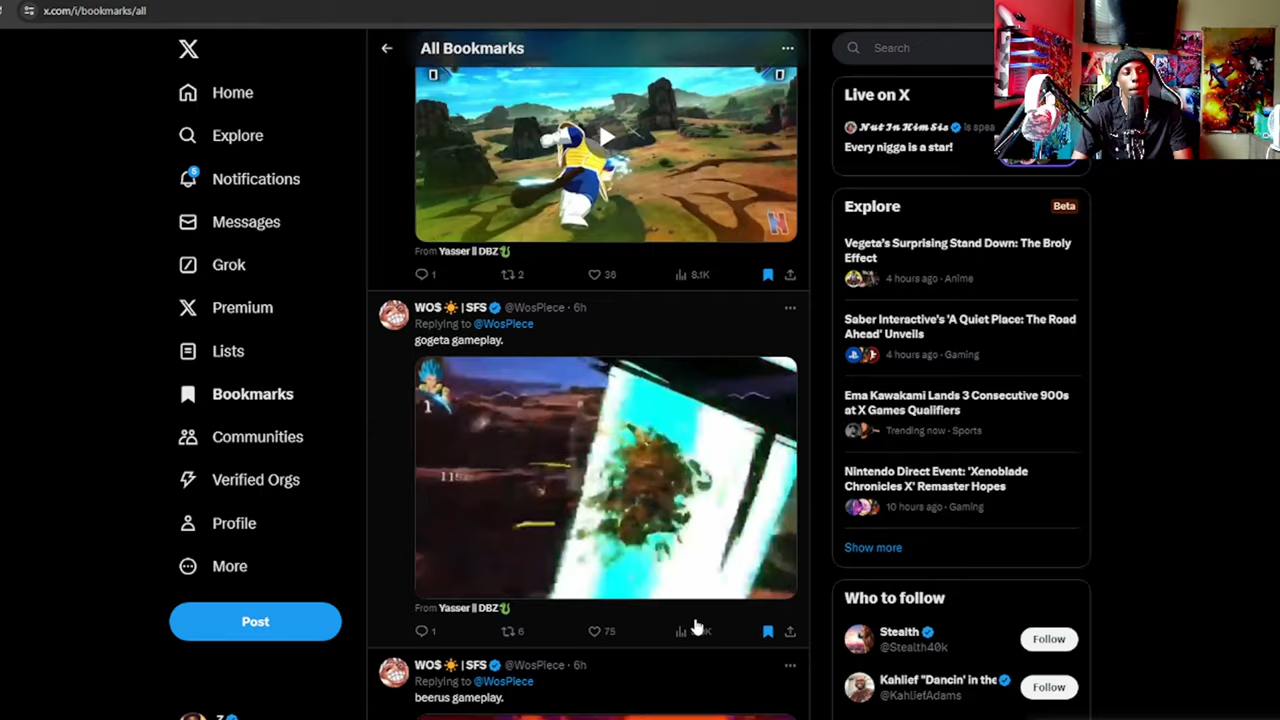 x.com/i/bookmarks/all
Home
Explore
5
Notifications
Messages
Grok
Premium
Lists
Bookmarks
Communities
Verified Orgs
Profile
More
Post
All Bookmarks
From Yasser || DBZ
1
2
36
8.1K
WO$ | SFS @WosPiece · 6h
Replying to @WosPiece
gogeta gameplay.
1
From Yasser || DBZ
1
6
75
WO$ | SFS @WosPiece · 6h
Replying to @WosPiece
beerus gameplay.
Search
Live on X
𝓝𝓾𝓽 𝓘𝓷 𝓗𝓲𝓶 𝓢𝓲𝓼 is spea
Every nigga is a star!
Explore
Beta
Vegeta's Surprising Stand Down: The Broly
Effect
4 hours ago · Anime
Saber Interactive's 'A Quiet Place: The Road
Ahead' Unveils
4 hours ago · Gaming
Ema Kawakami Lands 3 Consecutive 900s
at X Games Qualifiers
Trending now · Sports
Nintendo Direct Event: 'Xenoblade
Chronicles X' Remaster Hopes
10 hours ago · Gaming
Show more
Who to follow
Stealth
@Stealth40k
Follow
Kahlief "Dancin' in the
@KahliefAdams
Follow